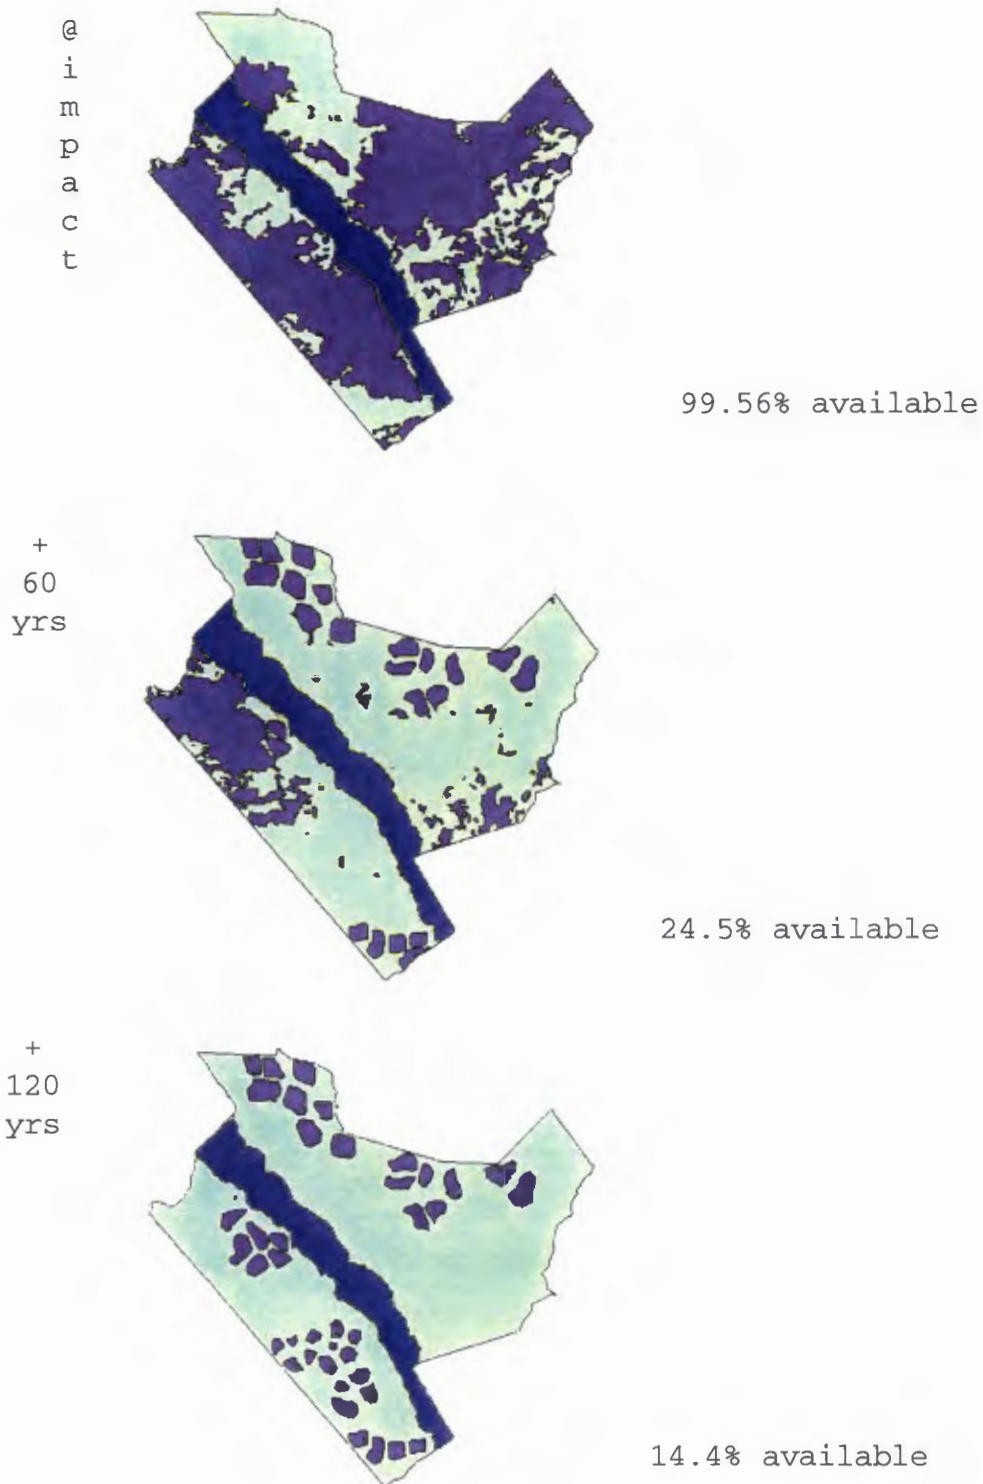 @
i
m
p
a
c
t
99.56% available
+
60
yrs
24.5% available
+
120
yrs
14.4% available